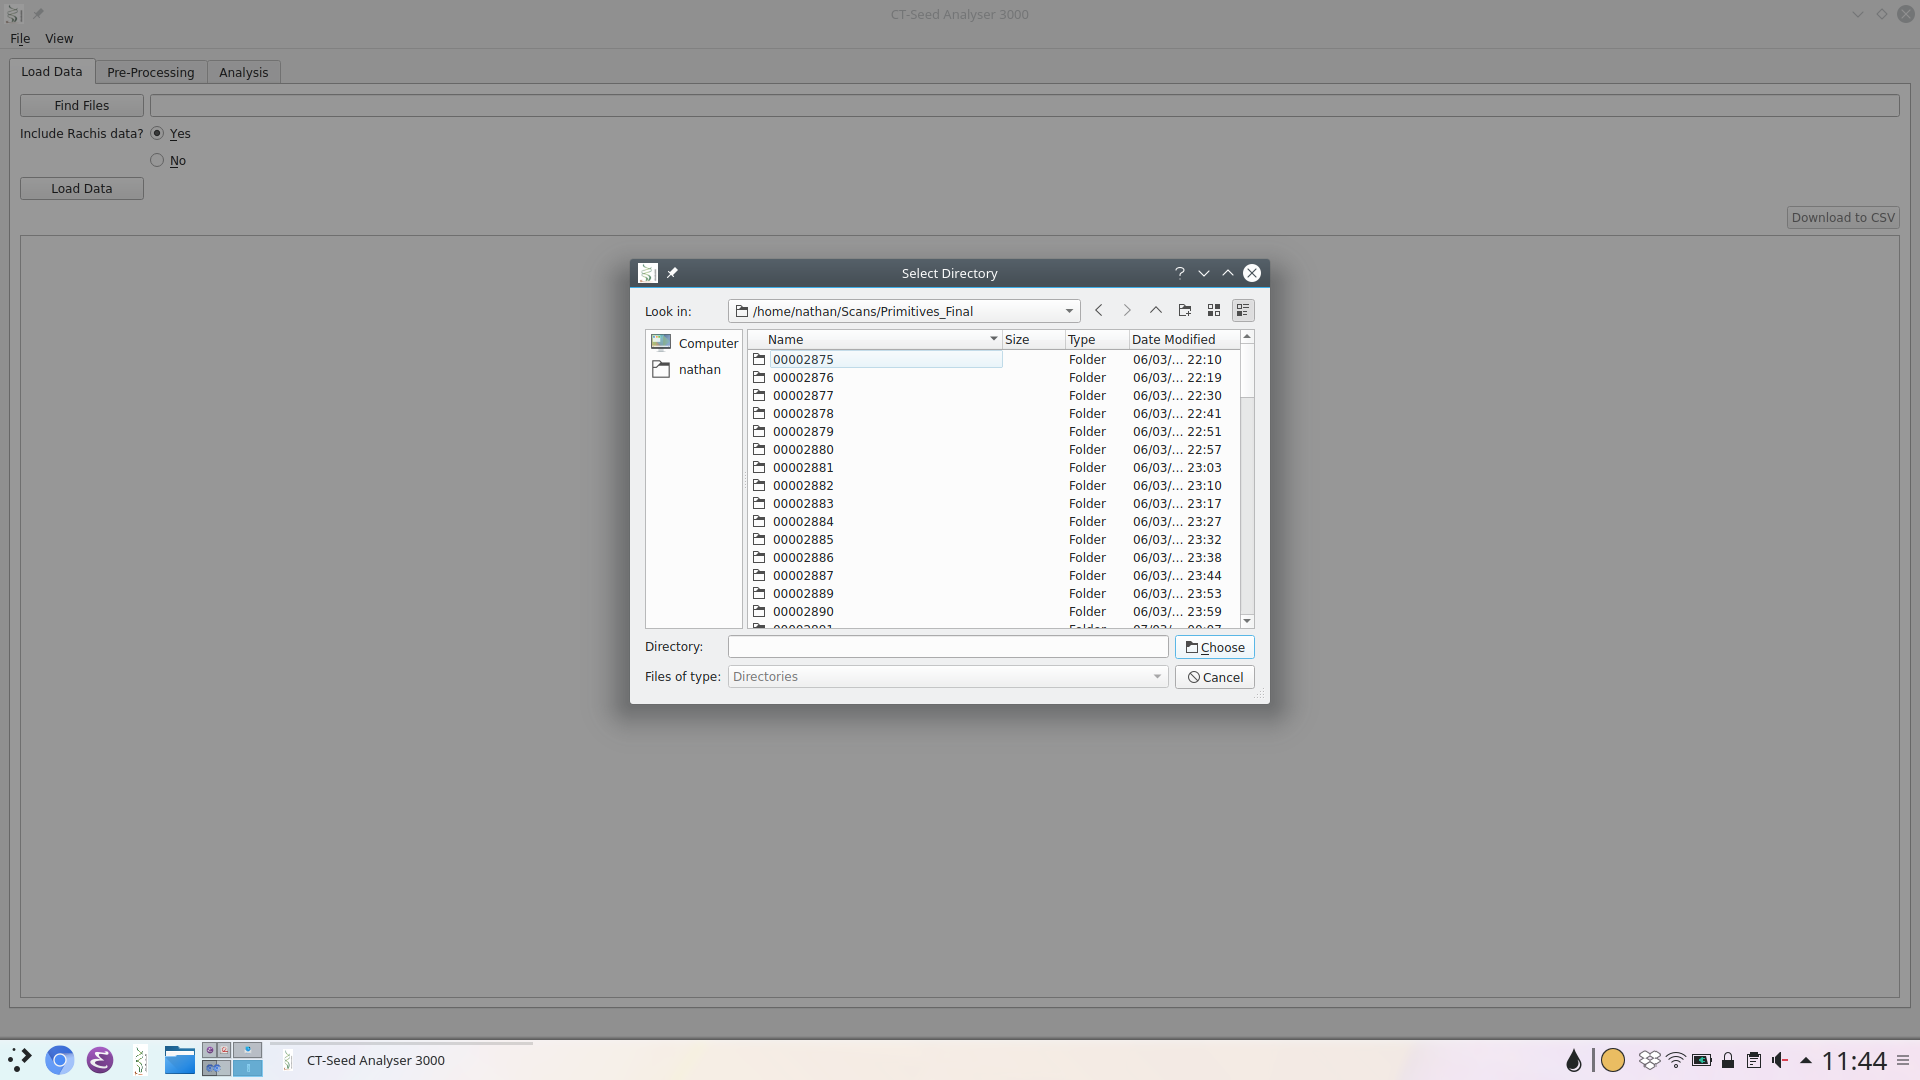 CT-Seed Analyser 3000
File View
Load Data Pre-Processing Analysis
Find Files
Include Rachis data? Yes
No
Load Data
Download to CSV
Select Directory
Look in: /home/nathan/Scans/Primitives_Final
Computer
nathan
Name Size Type Date Modified
00002875 Folder 06/03/... 22:10
00002876 Folder 06/03/... 22:19
00002877 Folder 06/03/... 22:30
00002878 Folder 06/03/... 22:41
00002879 Folder 06/03/... 22:51
00002880 Folder 06/03/... 22:57
00002881 Folder 06/03/... 23:03
00002882 Folder 06/03/... 23:10
00002883 Folder 06/03/... 23:17
00002884 Folder 06/03/... 23:27
00002885 Folder 06/03/... 23:32
00002886 Folder 06/03/... 23:38
00002887 Folder 06/03/... 23:44
00002889 Folder 06/03/... 23:53
00002890 Folder 06/03/... 23:59
Directory: Choose
Files of type: Directories Cancel
CT-Seed Analyser 3000
11:44